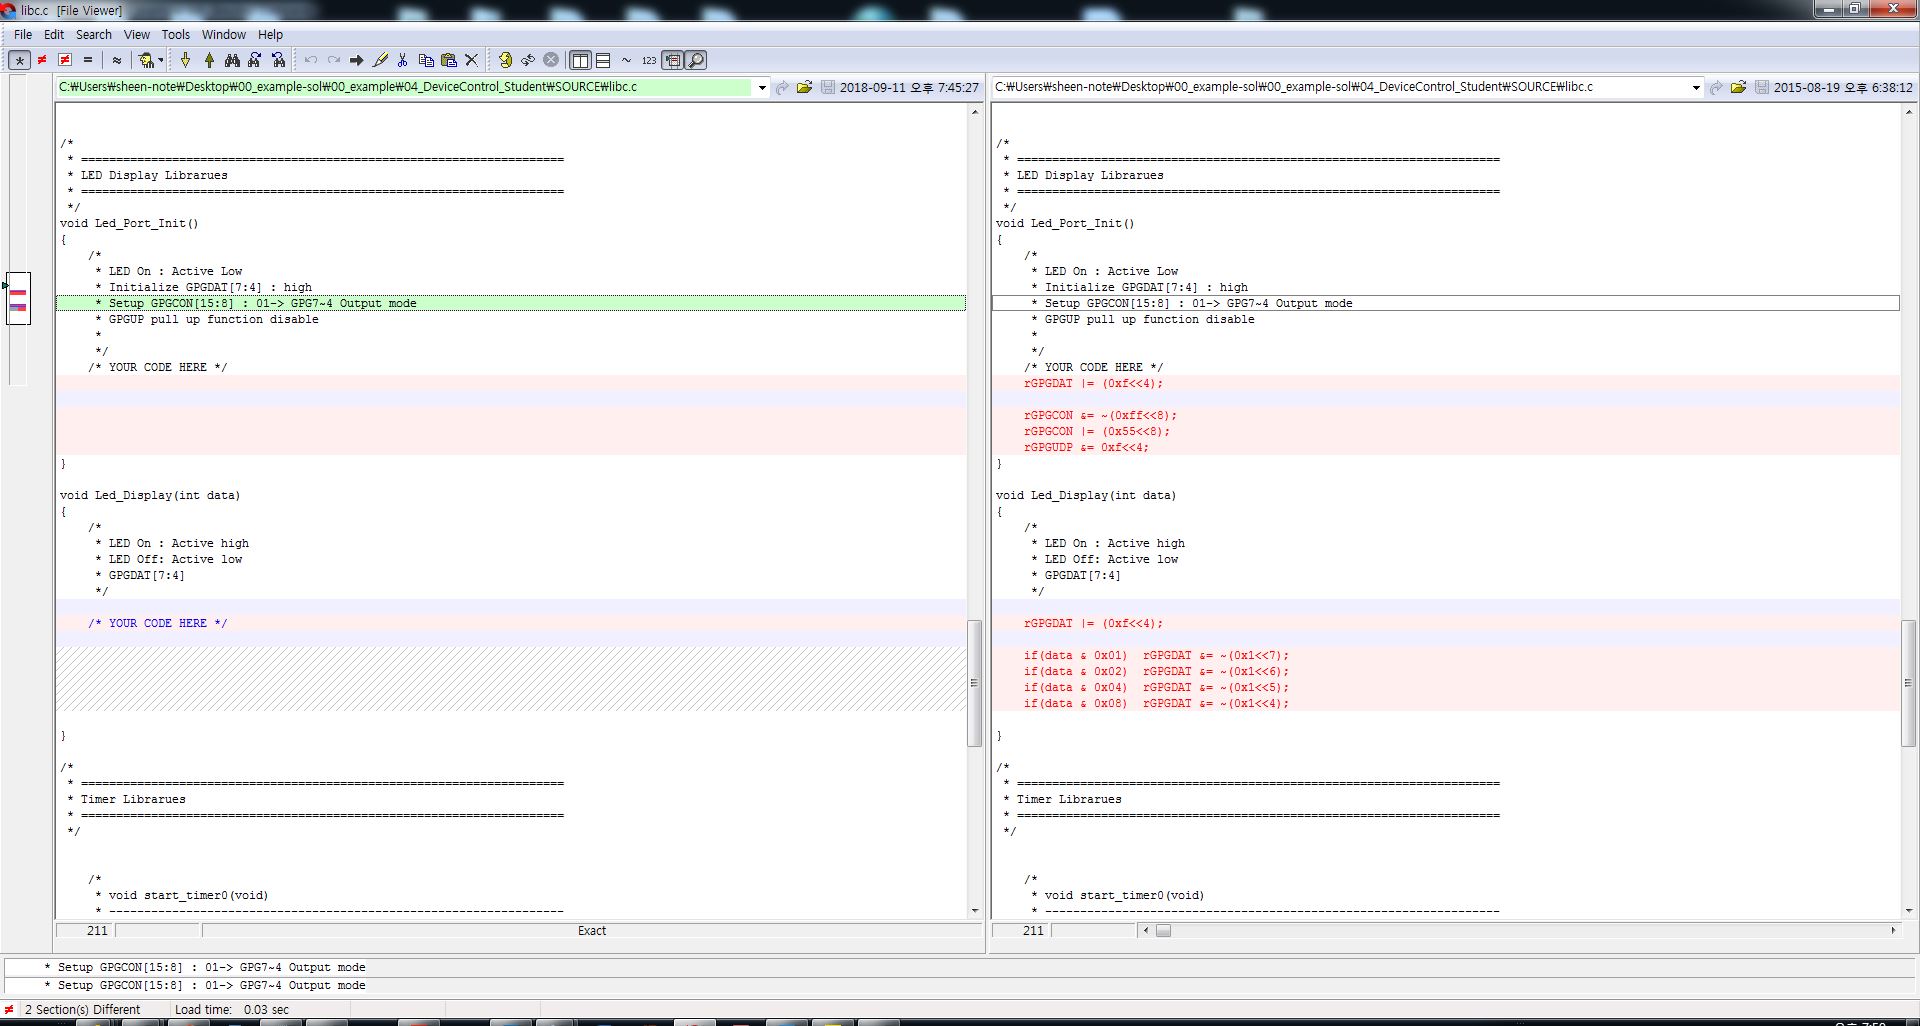 libc.c [File Viewer]
File Edit Search View Tools Window Help
123
C:₩Users₩sheen-note₩Desktop₩00_example-sol₩00_example₩04_DeviceControl_Student₩SOURCE₩libc.c
2018-09-11 오후 7:45:27
/*
* =====================================================================
* LED Display Librarues
* =====================================================================
*/
void Led_Port_Init()
{
/*
* LED On : Active Low
* Initialize GPGDAT[7:4] : high
* Setup GPGCON[15:8] : 01-> GPG7~4 Output mode
* GPGUP pull up function disable
*
*/
/* YOUR CODE HERE */
}
void Led_Display(int data)
{
/*
* LED On : Active high
* LED Off: Active low
* GPGDAT[7:4]
*/
/* YOUR CODE HERE */
}
/*
* =====================================================================
* Timer Librarues
* =====================================================================
*/
/*
* void start_timer0(void)
* -----------------------------------------------------------------
211
Exact
C:₩Users₩sheen-note₩Desktop₩00_example-sol₩00_example-sol₩04_DeviceControl_Student₩SOURCE₩libc.c
2015-08-19 오후 6:38:12
/*
* =====================================================================
* LED Display Librarues
* =====================================================================
*/
void Led_Port_Init()
{
/*
* LED On : Active Low
* Initialize GPGDAT[7:4] : high
* Setup GPGCON[15:8] : 01-> GPG7~4 Output mode
* GPGUP pull up function disable
*
*/
/* YOUR CODE HERE */
rGPGDAT |= (0xf<<4);
rGPGCON &= ~(0xff<<8);
rGPGCON |= (0x55<<8);
rGPGUDP &= 0xf<<4;
}
void Led_Display(int data)
{
/*
* LED On : Active high
* LED Off: Active low
* GPGDAT[7:4]
*/
rGPGDAT |= (0xf<<4);
if(data & 0x01) rGPGDAT &= ~(0x1<<7);
if(data & 0x02) rGPGDAT &= ~(0x1<<6);
if(data & 0x04) rGPGDAT &= ~(0x1<<5);
if(data & 0x08) rGPGDAT &= ~(0x1<<4);
}
/*
* =====================================================================
* Timer Librarues
* =====================================================================
*/
/*
* void start_timer0(void)
* -----------------------------------------------------------------
211
* Setup GPGCON[15:8] : 01-> GPG7~4 Output mode
* Setup GPGCON[15:8] : 01-> GPG7~4 Output mode
2 Section(s) Different
Load time: 0.03 sec